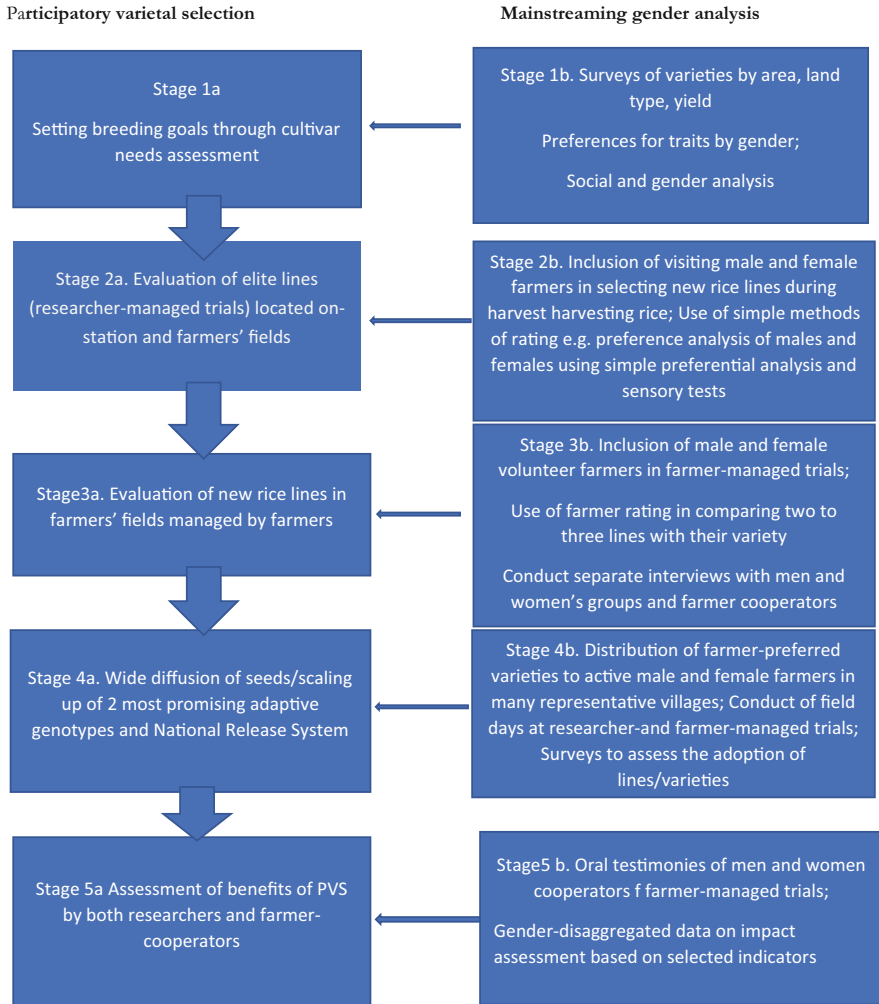 Participatory varietal selection
Mainstreaming gender analysis
Stage 1a
Setting breeding goals through cultivar
needs assessment
Stage 1b. Surveys of varieties by area, land
type, yield
Preferences for traits by gender;
Social and gender analysis
Stage 2a. Evaluation of elite lines
(researcher-managed trials) located on-
station and farmers’ fields
Stage 2b. Inclusion of visiting male and female
farmers in selecting new rice lines during
harvest harvesting rice; Use of simple methods
of rating e.g. preference analysis of males and
females using simple preferential analysis and
sensory tests
Stage3a. Evaluation of new rice lines in
farmers’ fields managed by farmers
Stage 3b. Inclusion of male and female
volunteer farmers in farmer-managed trials;
Use of farmer rating in comparing two to
three lines with their variety
Conduct separate interviews with men and
women’s groups and farmer cooperators
Stage 4a. Wide diffusion of seeds/scaling
up of 2 most promising adaptive
genotypes and National Release System
Stage 4b. Distribution of farmer-preferred
varieties to active male and female farmers in
many representative villages; Conduct of field
days at researcher-and farmer-managed trials;
Surveys to assess the adoption of
lines/varieties
Stage 5a Assessment of benefits of PVS
by both researchers and farmer-
cooperators
Stage5 b. Oral testimonies of men and women
cooperators f farmer-managed trials;
Gender-disaggregated data on impact
assessment based on selected indicators